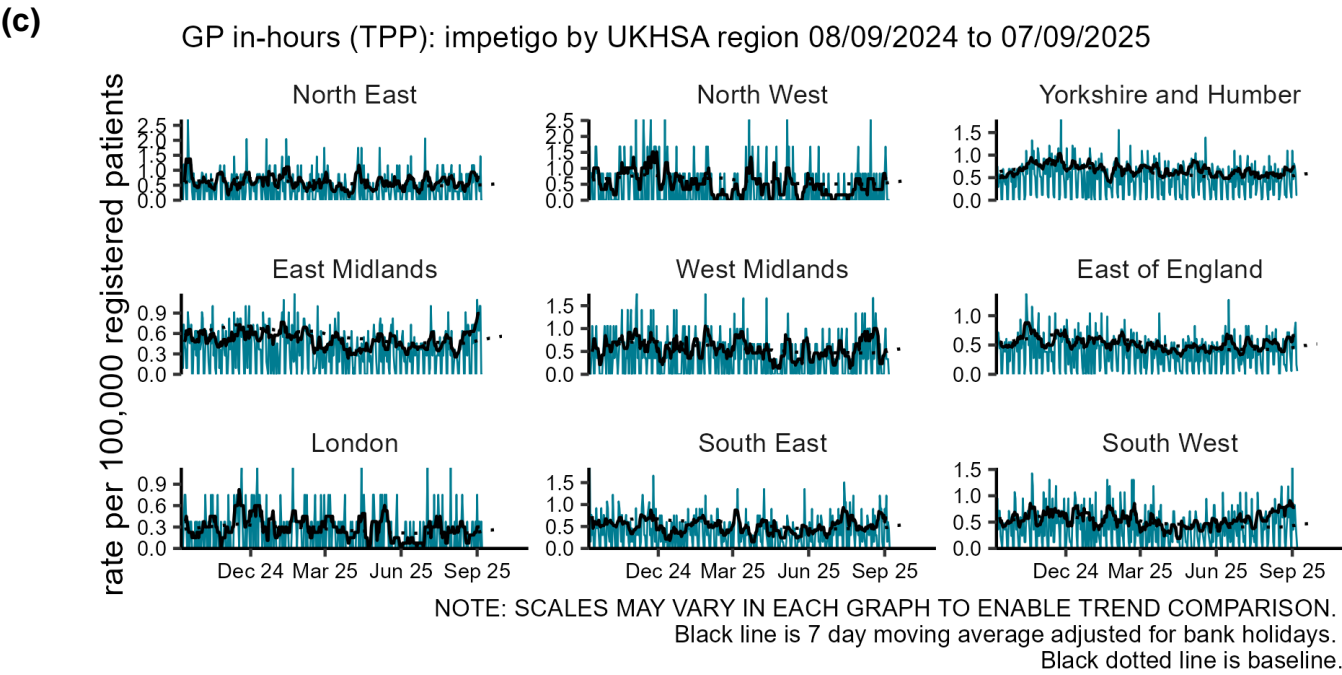 (c)
GP in-hours (TPP): impetigo by UKHSA region 08/09/2024 to 07/09/2025
rate per 100,000 registered patients
North East
2.5
2.0
1.5
1.0
0.5
0.0
North West
2.5
2.0
1.5
1.0
0.5
0.0
Yorkshire and Humber
1.5
1.0
0.5
0.0
East Midlands
0.9
0.6
0.3
0.0
West Midlands
1.5
1.0
0.5
0.0
East of England
1.0
0.5
0.0
London
0.9
0.6
0.3
0.0
Dec 24 Mar 25 Jun 25 Sep 25
South East
1.5
1.0
0.5
0.0
Dec 24 Mar 25 Jun 25 Sep 25
South West
1.5
1.0
0.5
0.0
Dec 24 Mar 25 Jun 25 Sep 25
NOTE: SCALES MAY VARY IN EACH GRAPH TO ENABLE TREND COMPARISON.
Black line is 7 day moving average adjusted for bank holidays.
Black dotted line is baseline.